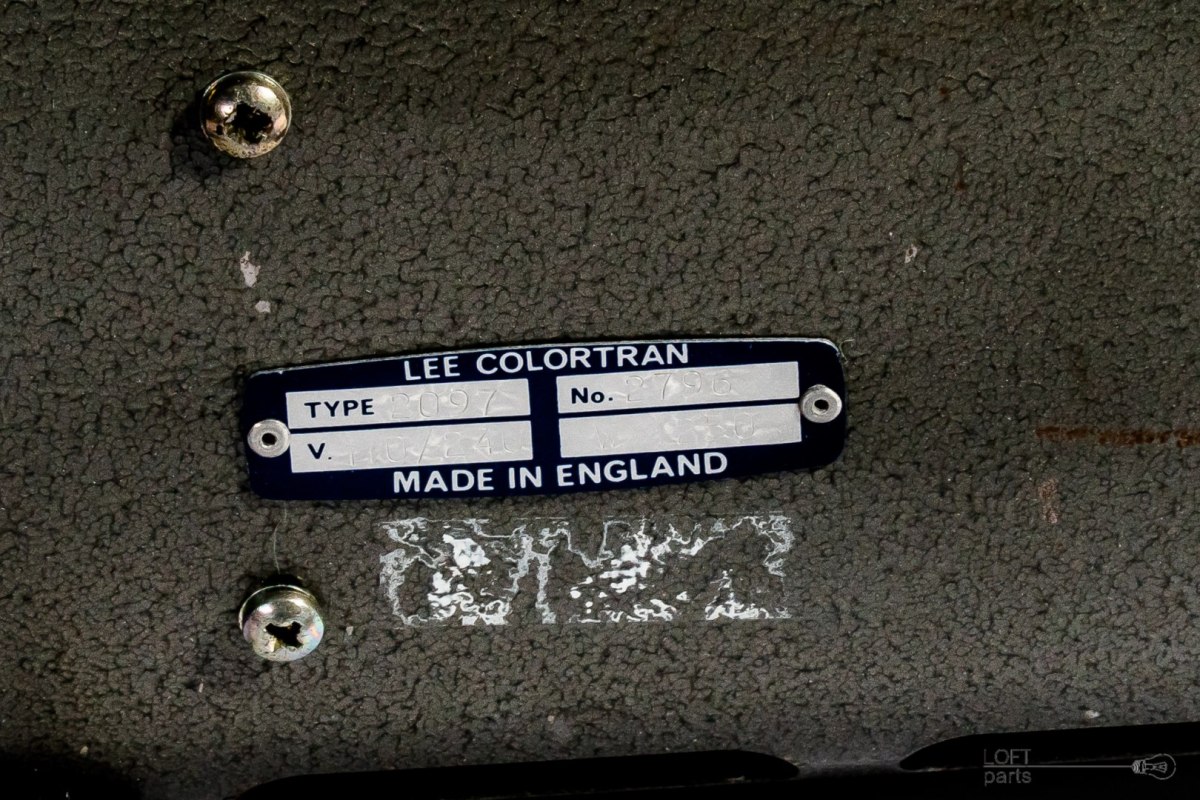 LEE COLORTRAN
TYPE 2097
No. 2796
V.
MADE IN ENGLAND
LOFT
parts